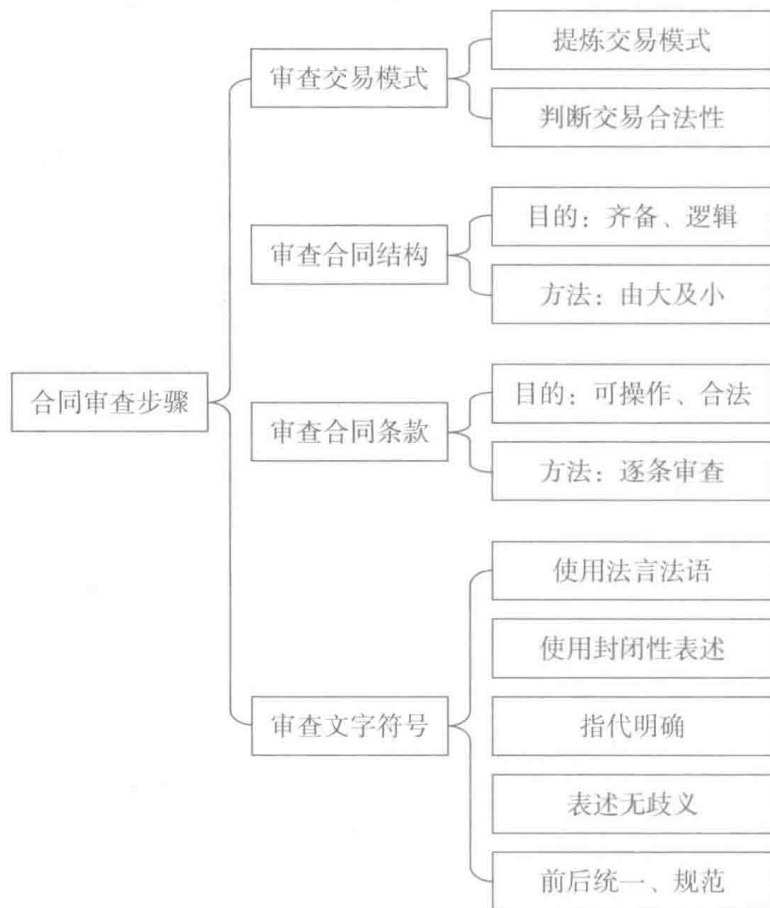 合同审查步骤
审查交易模式
提炼交易模式
判断交易合法性
审查合同结构
目的：齐备、逻辑
方法：由大及小
审查合同条款
目的：可操作、合法
方法：逐条审查
审查文字符号
使用法言法语
使用封闭性表述
指代明确
表述无歧义
前后统一、规范